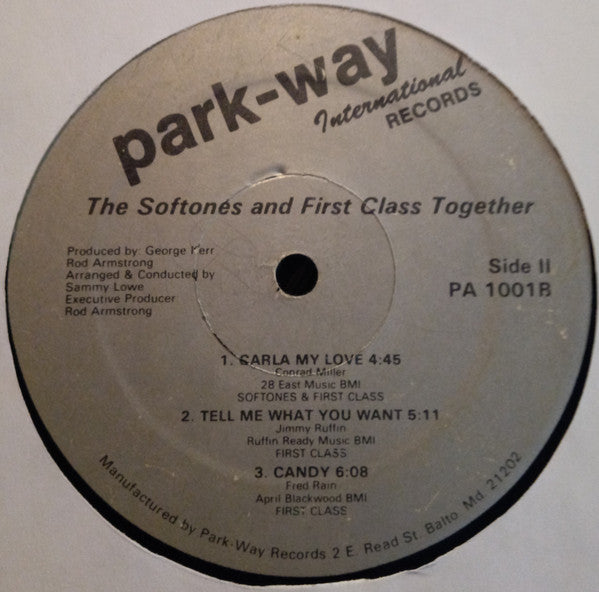 park-way
International
RECORDS
The Softones and First Class Together
Produced by: George Kerr
Rod Armstrong
Arranged & Conducted by
Sammy Lowe
Executive Producer
Rod Armstrong
Side II
PA 1001B
1. CARLA MY LOVE 4:45
Conrad Miller
28 East Music BMI
SOFTONES & FIRST CLASS
2. TELL ME WHAT YOU WANT 5:11
Jimmy Ruffin
Ruffin Ready Music BMI
FIRST CLASS
3. CANDY 6:08
Fred Rain
April Blackwood BMI
FIRST CLASS
Manufactured by Park-Way Records 2 E. Read St. Balto. Md. 21202